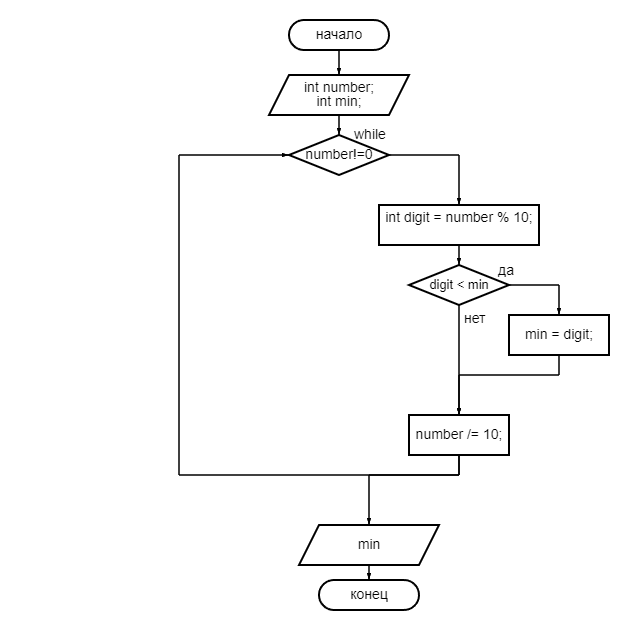 начало
int number;
int min;
while
number!=0
int digit = number % 10;
да
digit < min
нет
min = digit;
number /= 10;
min
конец